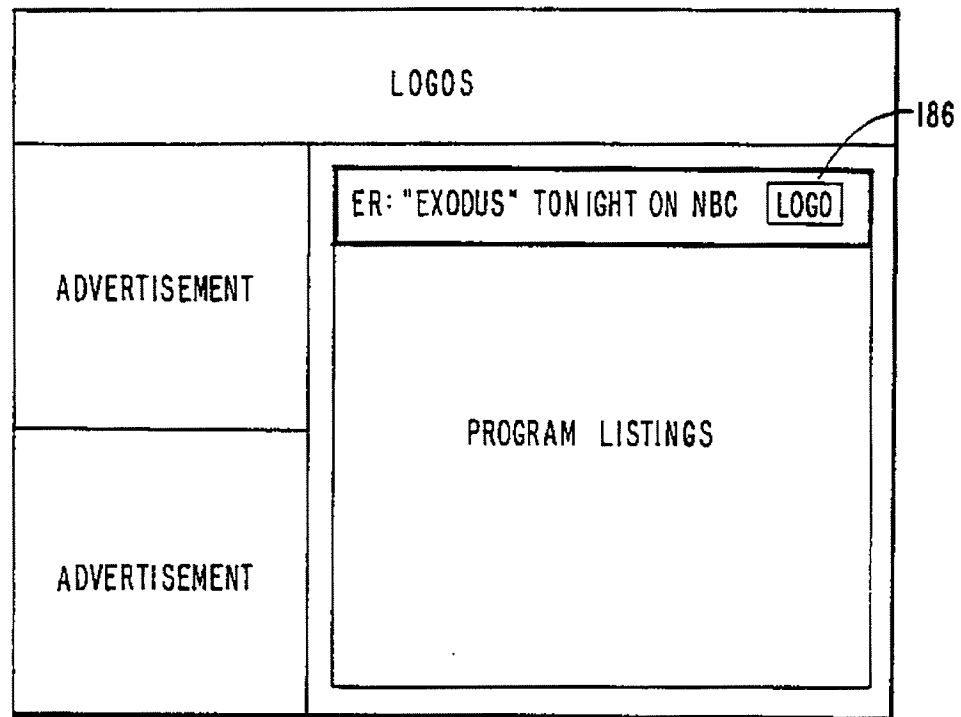 LOGOS
186
ER: "EXODUS" TONIGHT ON NBC LOGO
ADVERTISEMENT
PROGRAM LISTINGS
ADVERTISEMENT